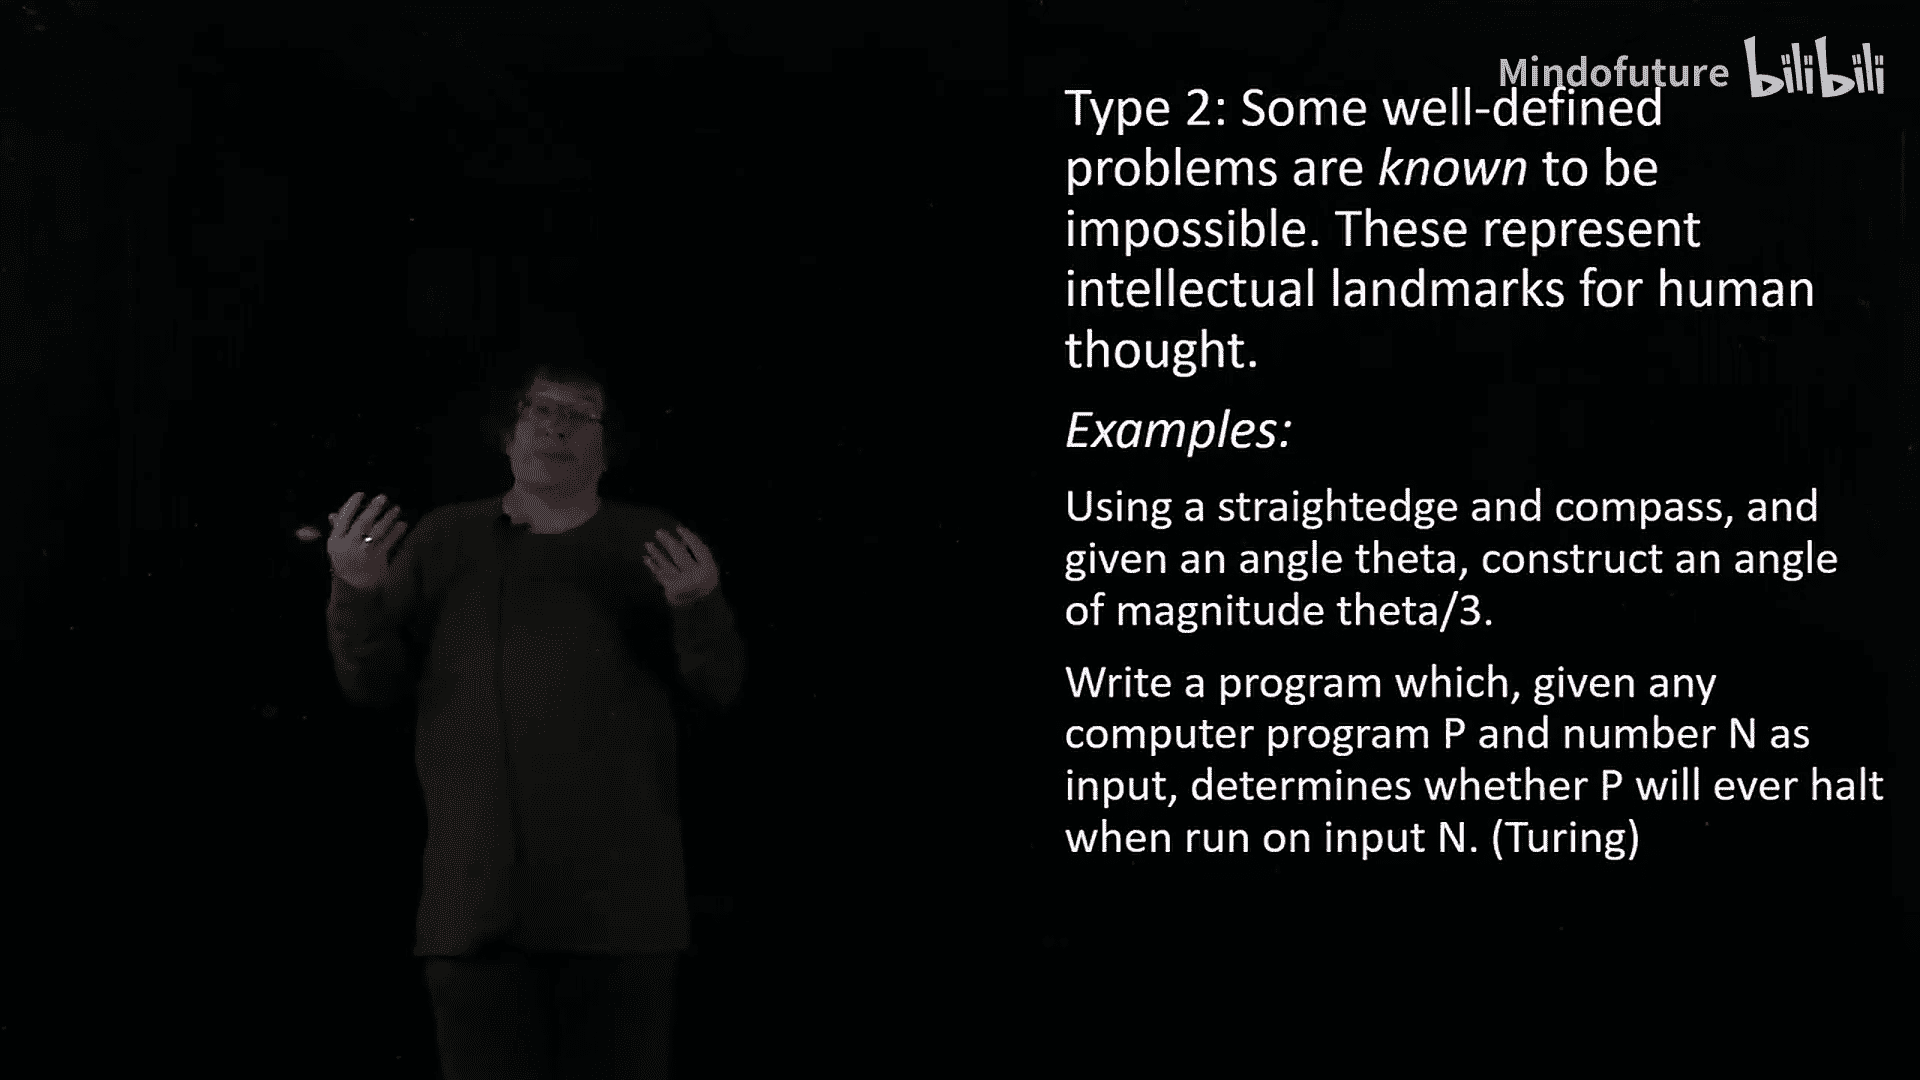 Mindofuture bilibili
Type 2: Some well-defined
problems are known to be
impossible. These represent
intellectual landmarks for human
thought.
Examples:
Using a straightedge and compass, and
given an angle theta, construct an angle
of magnitude theta/3.
Write a program which, given any
computer program P and number N as
input, determines whether P will ever halt
when run on input N. (Turing)